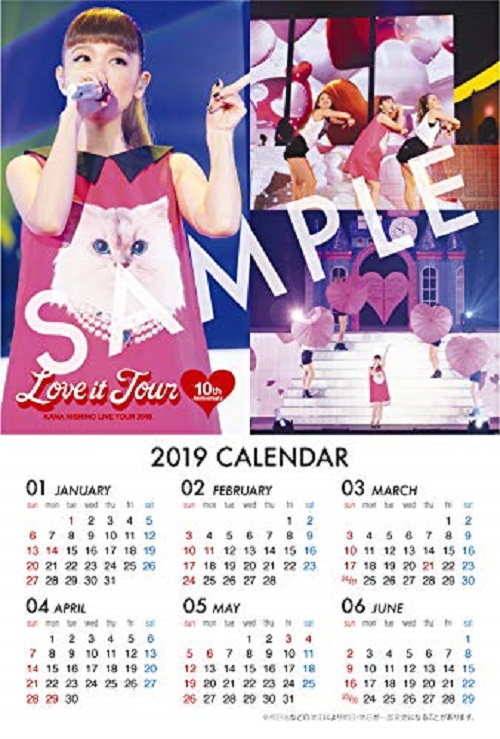 SAMPLE
Love it Tour
10th
Anniversary
KANA NISHINO LIVE TOUR 2018
2019 CALENDAR
01 JANUARY
sun mon tue wed thu fri sat
1 2 3 4 5
6 7 8 9 10 11 12
13 14 15 16 17 18 19
20 21 22 23 24 25 26
27 28 29 30 31
02 FEBRUARY
sun mon tue wed thu fri sat
1 2
3 4 5 6 7 8 9
10 11 12 13 14 15 16
17 18 19 20 21 22 23
24 25 26 27 28
03 MARCH
sun mon tue wed thu fri sat
1 2
3 4 5 6 7 8 9
10 11 12 13 14 15 16
17 18 19 20 21 22 23
24/31 25 26 27 28 29 30
04 APRIL
sun mon tue wed thu fri sat
1 2 3 4 5 6
7 8 9 10 11 12 13
14 15 16 17 18 19 20
21 22 23 24 25 26 27
28 29 30
05 MAY
sun mon tue wed thu fri sat
1 2 3 4
5 6 7 8 9 10 11
12 13 14 15 16 17 18
19 20 21 22 23 24 25
26 27 28 29 30 31
06 JUNE
sun mon tue wed thu fri sat
1
2 3 4 5 6 7 8
9 10 11 12 13 14 15
16 17 18 19 20 21 22
23/30 24 25 26 27 28 29
になることがあります。